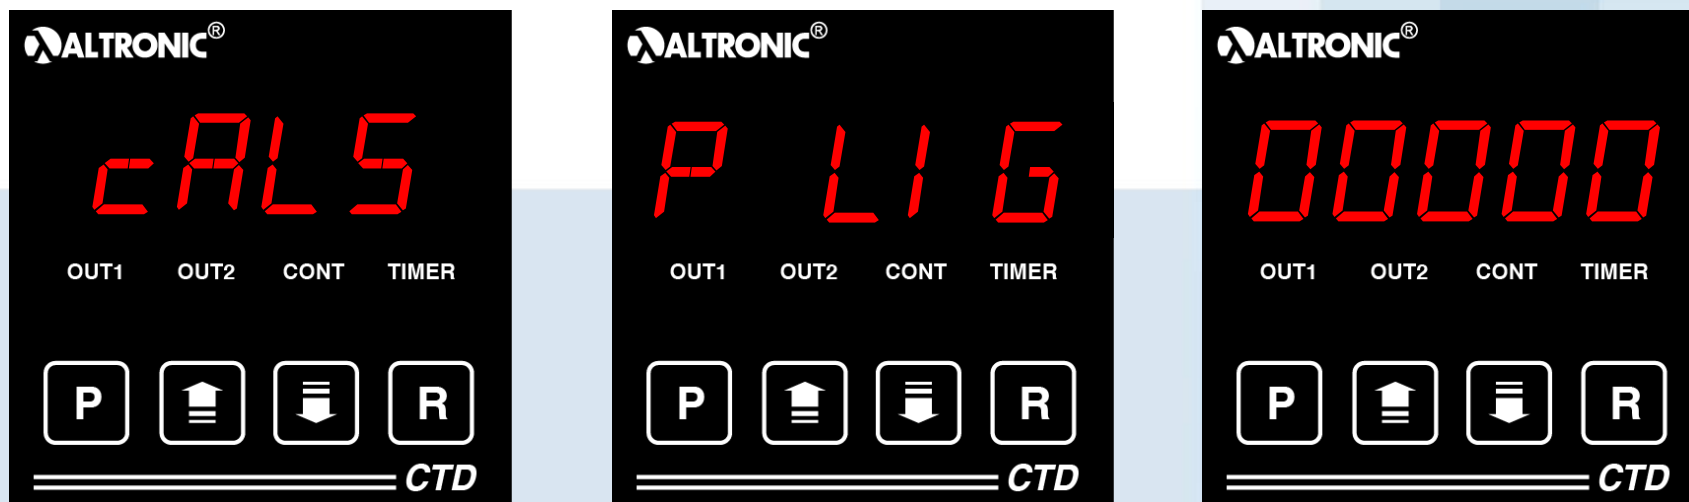 ALTRONIC®
cALS
OUT1 OUT2 CONT TIMER
P R
CTD
ALTRONIC®
P LIG
OUT1 OUT2 CONT TIMER
P R
CTD
ALTRONIC®
00000
OUT1 OUT2 CONT TIMER
P R
CTD